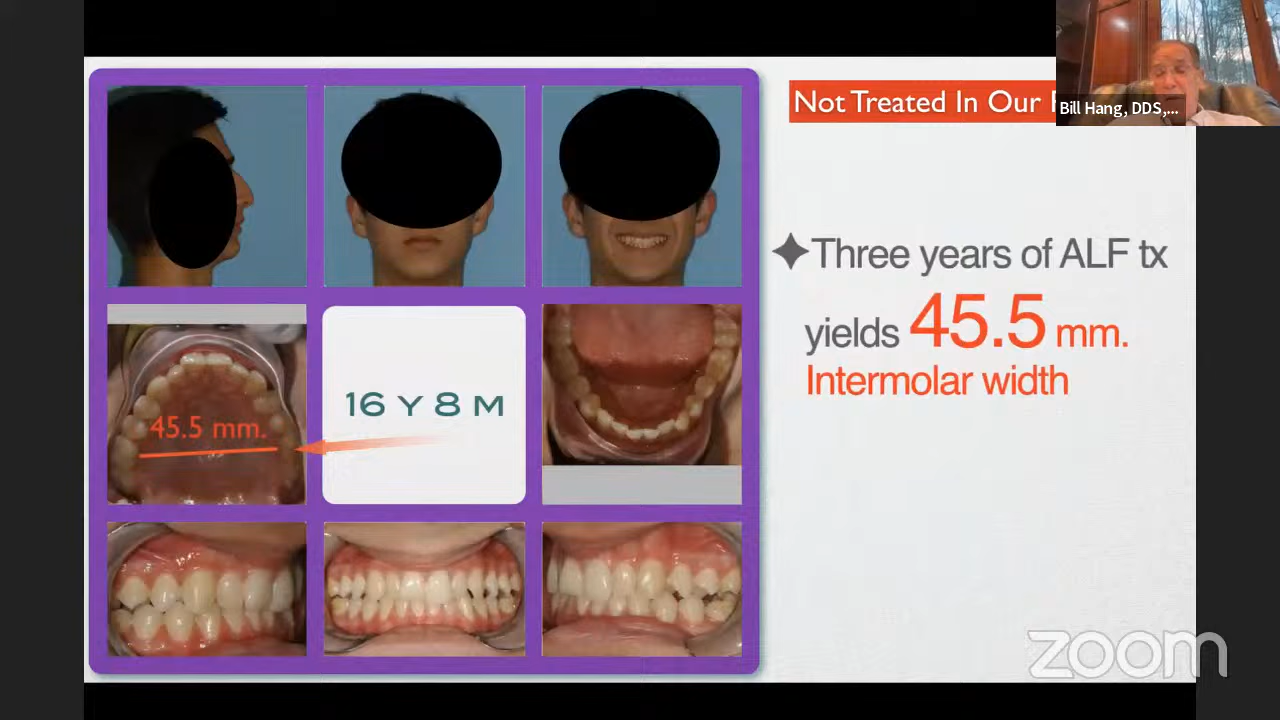 Not Treated In Our
Bill Hang, DDS,...
✦Three years of ALF tx
yields 45.5 mm.
Intermolar width
45.5 mm.
16 Y 8 M
zoom